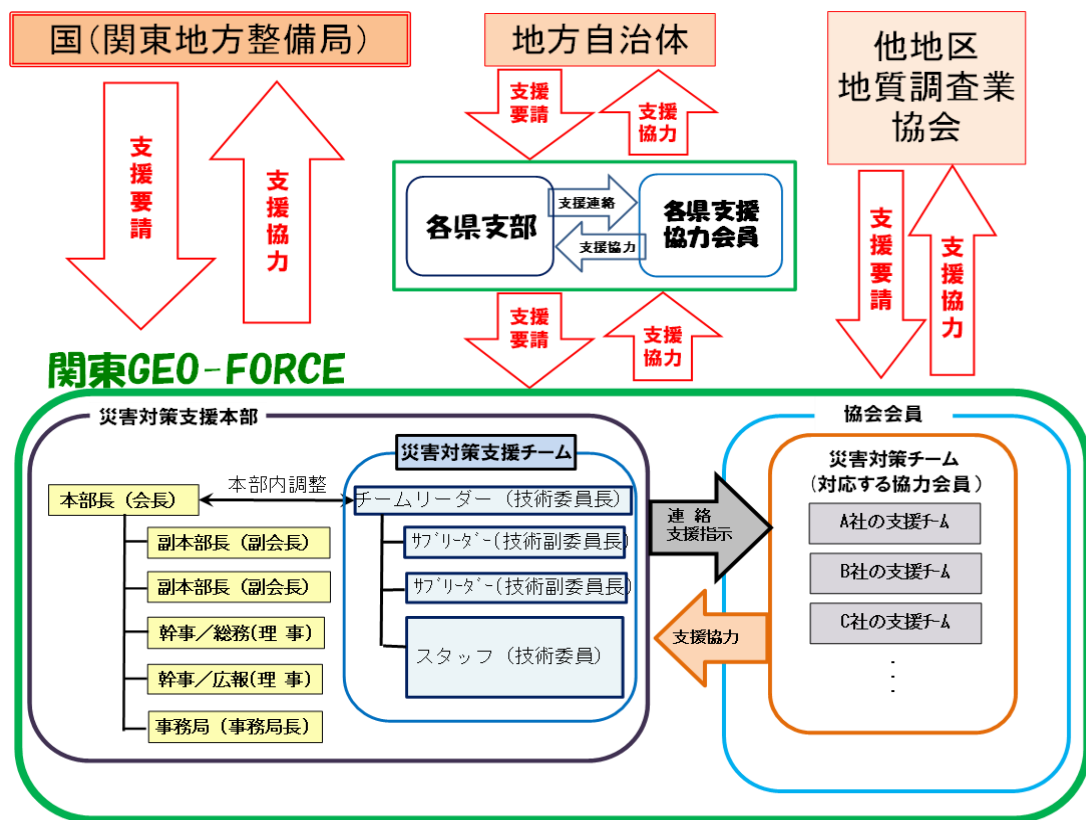 国(関東地方整備局)
地方自治体
他地区
地質調査業
協会
支援要請
支援協力
支援
要請
支援
協力
支援要請
支援協力
各県支部
支援連絡
支援協力
各県支援
協力会員
支援
要請
支援
協力
関東GEO-FORCE
災害対策支援本部
災害対策支援チーム
本部長(会長)
本部内調整
チームリーダー(技術委員長)
副本部長(副会長)
副本部長(副会長)
幹事/総務(理 事)
幹事/広報(理 事)
事務局(事務局長)
サブリーダー(技術副委員長)
サブリーダー(技術副委員長)
スタッフ(技術委員)
連 絡
支援指示
支援協力
協会会員
災害対策チーム
(対応する協力会員)
A社の支援チーム
B社の支援チーム
C社の支援チーム
・
・
・